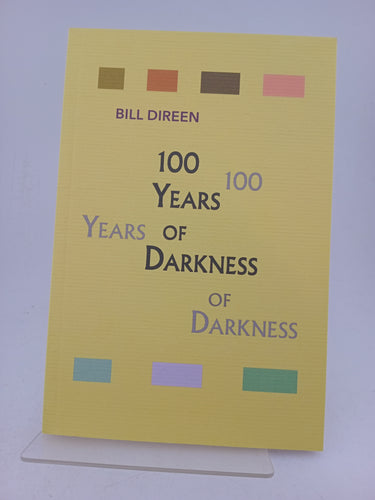 BILL DIREEN
100
100
YEARS
YEARS
OF
DARKNESS
OF
DARKNESS